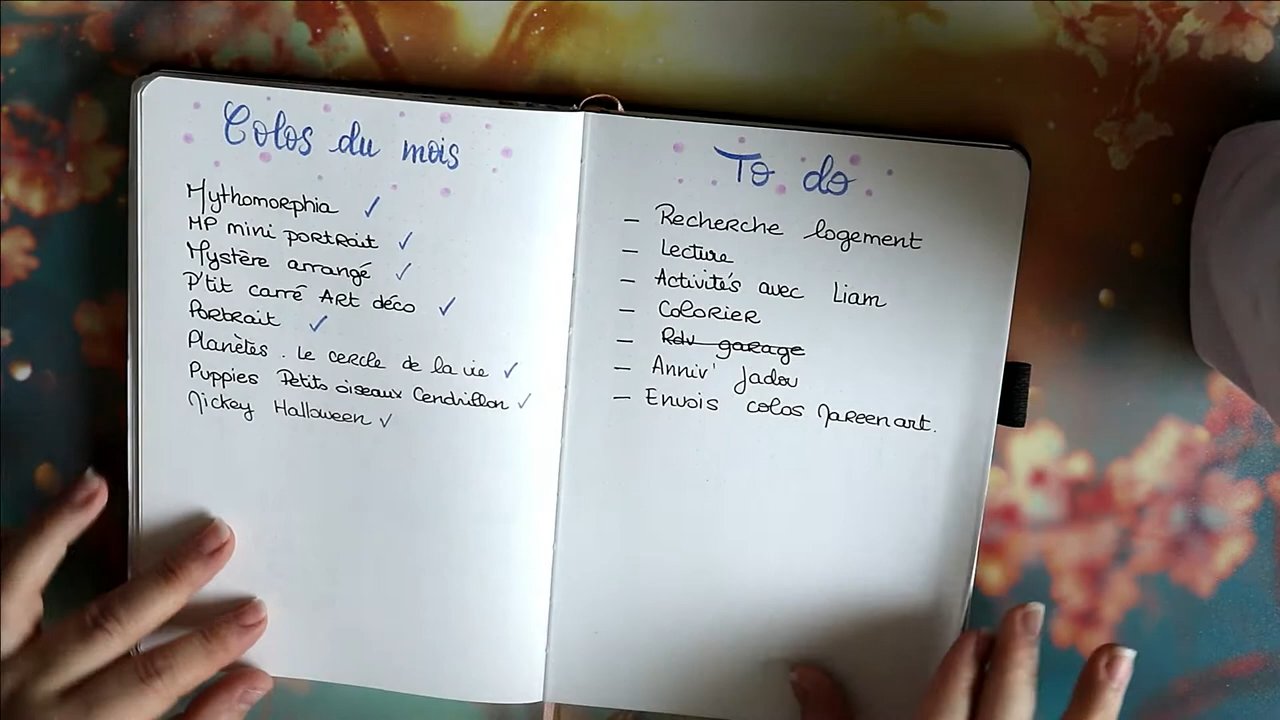 Colos du mois
Mythomorphia ✓
MP mini portrait ✓
Mystère arrangé ✓
P'tit carré Art déco ✓
Portrait ✓
Planètes. le cercle de la vie ✓
Puppies Petits oiseaux Cendrillon ✓
Mickey Halloween ✓
To do
– Recherche logement
– Lecture
– Activités avec Liam
– Colorier
– Rdv garage
– Anniv' Jadou
– Envois colos